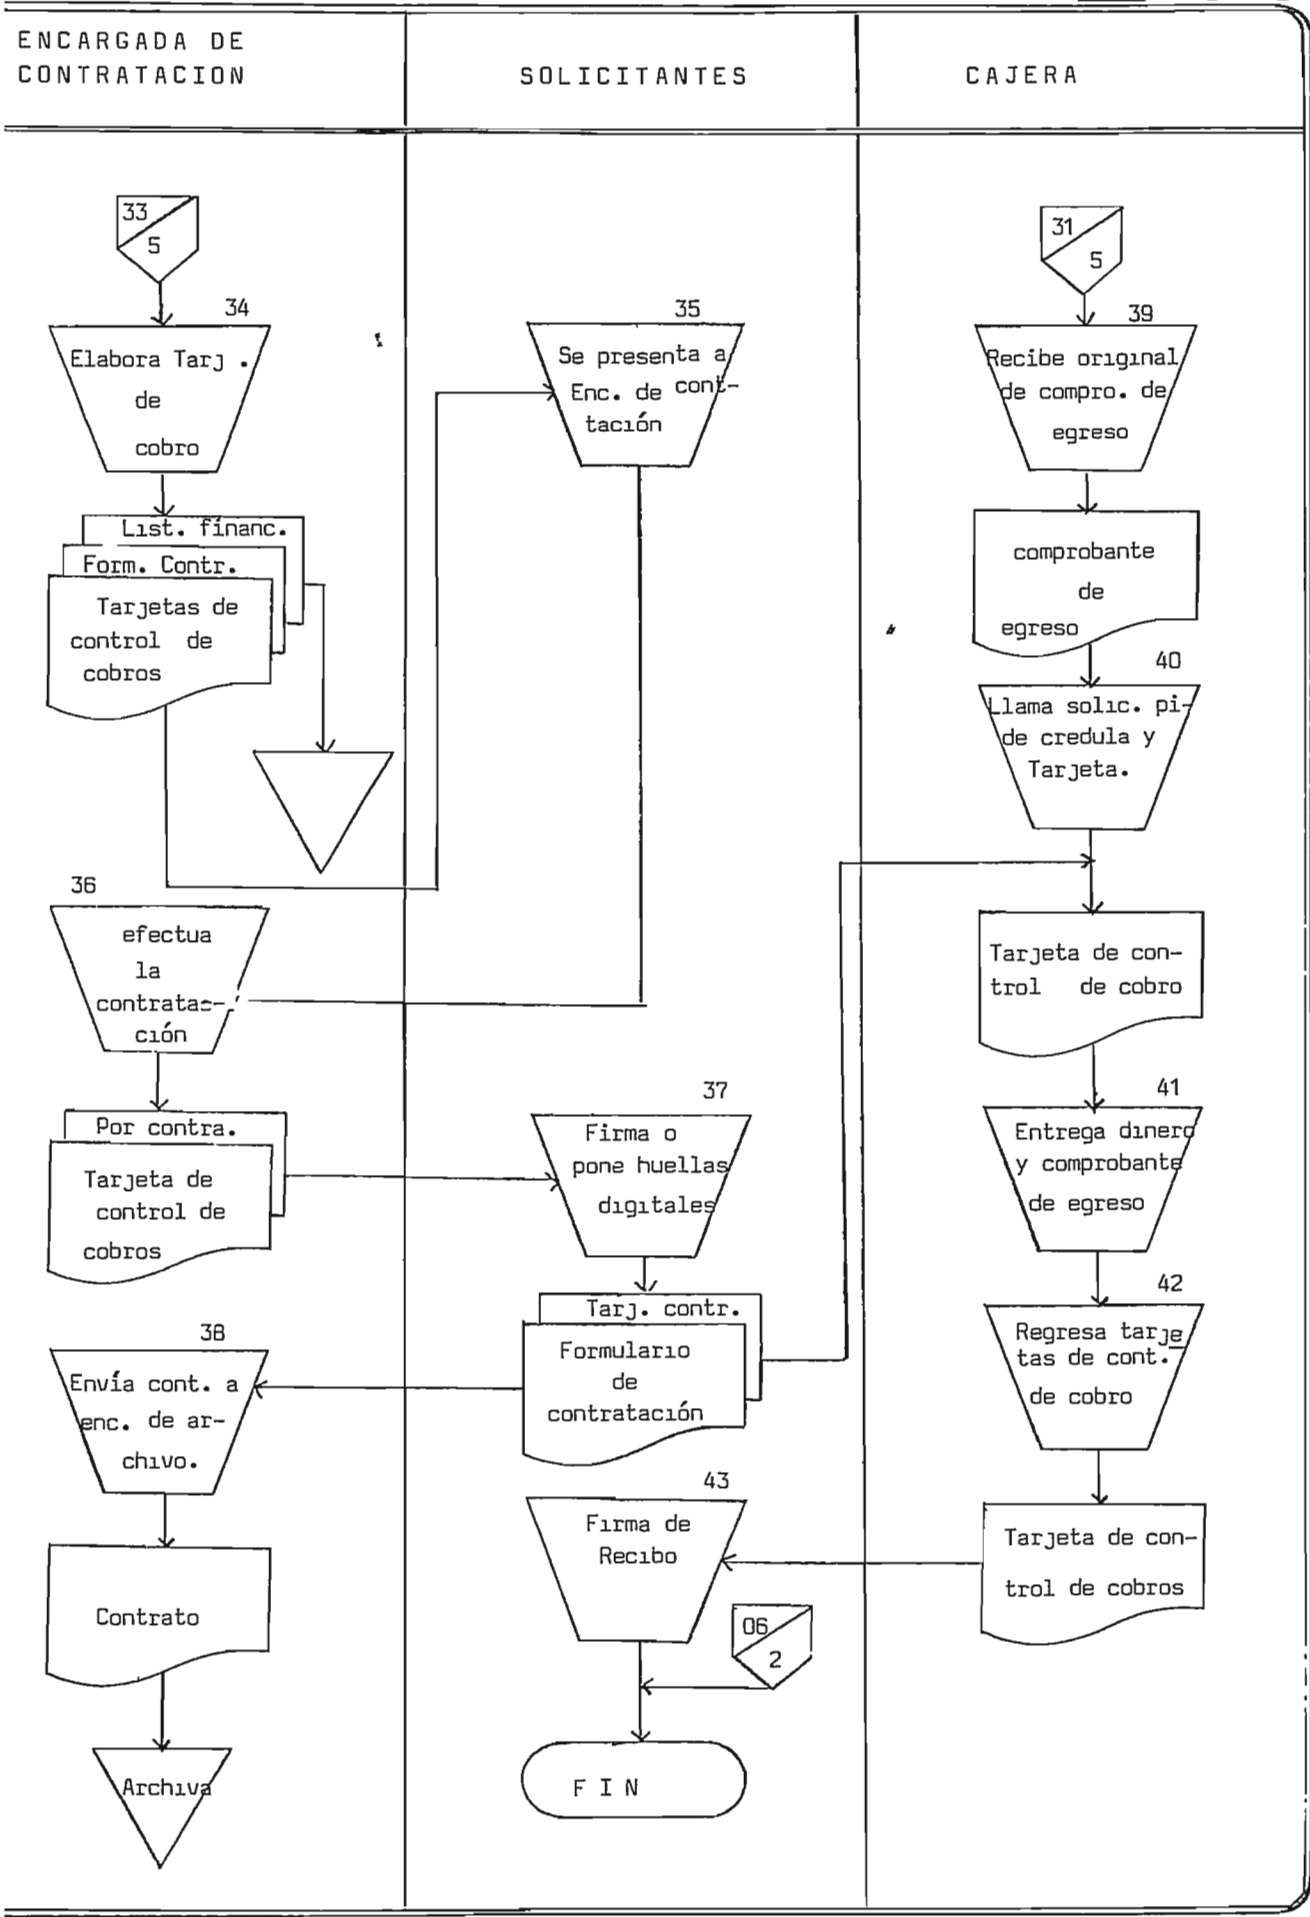 ENCARGADA DE
CONTRATACION
SOLICITANTES
CAJERA
33
5
34
Elabora Tarj.
de
cobro
List. financ.
Form. Contr.
Tarjetas de
control de
cobros
36
efectua
la
contratac-
ción
Por contra.
Tarjeta de
control de
cobros
38
Envía cont. a
enc. de ar-
chivo.
Contrato
Archiva
35
Se presenta a
Enc. de cont-
tación
37
Firma o
pone huellas
digitales
Tarj. contr.
Formulario
de
contratación
43
Firma de
Recibo
06
2
F I N
31
5
39
Recibe original
de compro. de
egreso
comprobante
de
egreso
40
Llama solic. pi-
de credula y
Tarjeta.
Tarjeta de con-
trol de cobro
41
Entrega dinero
y comprobante
de egreso
42
Regresa tarje
tas de cont.
de cobro
Tarjeta de con-
trol de cobros